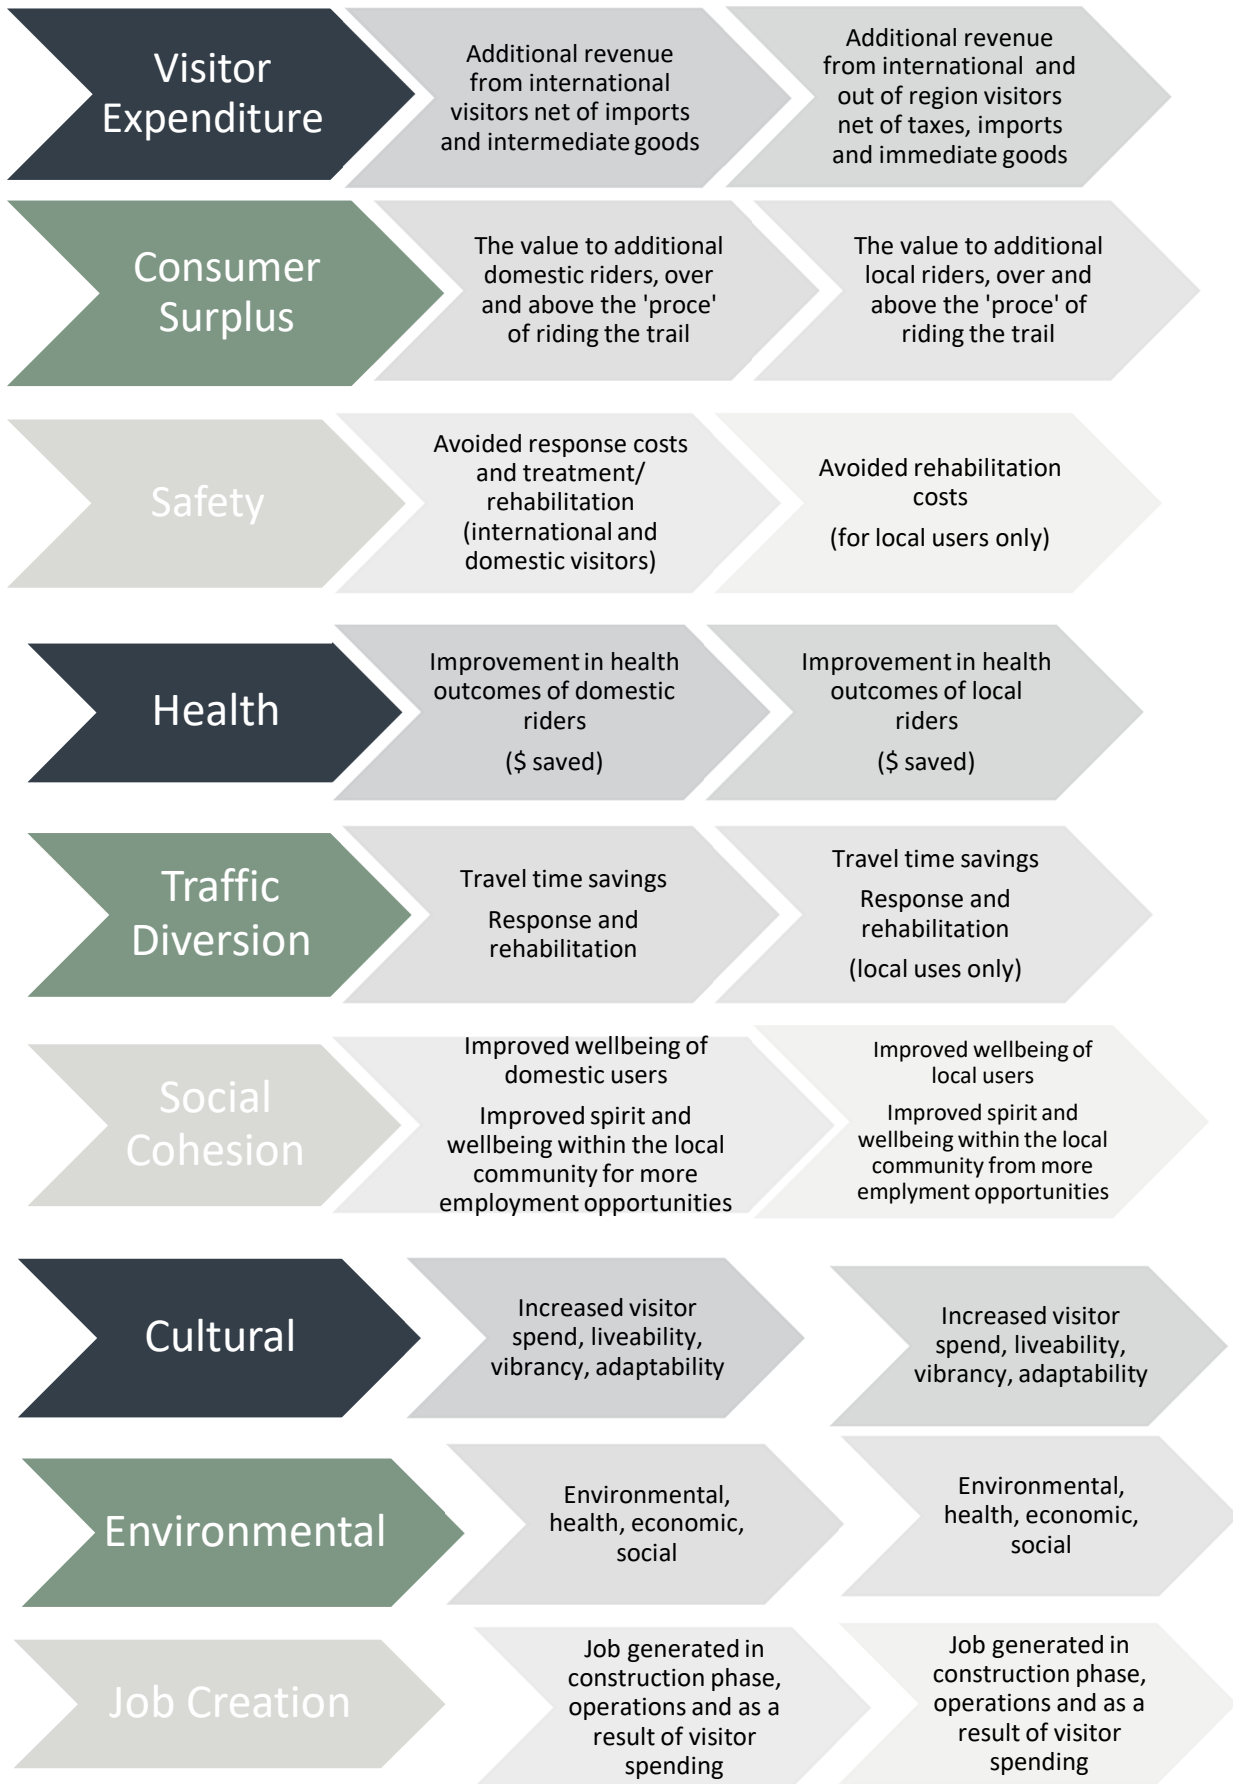 Visitor
Expenditure
Additional revenue
from international
visitors net of imports
and intermediate goods
Additional revenue
from international and
out of region visitors
net of taxes, imports
and immediate goods
Consumer
Surplus
The value to additional
domestic riders, over
and above the 'proce'
of riding the trail
The value to additional
local riders, over and
above the 'proce' of
riding the trail
Safety
Avoided response costs
and treatment/
rehabilitation
(international and
domestic visitors)
Avoided rehabilitation
costs
(for local users only)
Health
Improvement in health
outcomes of domestic
riders
($ saved)
Improvement in health
outcomes of local
riders
($ saved)
Traffic
Diversion
Travel time savings
Response and
rehabilitation
Travel time savings
Response and
rehabilitation
(local uses only)
Social
Cohesion
Improved wellbeing of
domestic users
Improved spirit and
wellbeing within the local
community for more
employment opportunities
Improved wellbeing of
local users
Improved spirit and
wellbeing within the local
community from more
emplyment opportunities
Cultural
Increased visitor
spend, liveability,
vibrancy, adaptability
Increased visitor
spend, liveability,
vibrancy, adaptability
Environmental
Environmental,
health, economic,
social
Environmental,
health, economic,
social
Job Creation
Job generated in
construction phase,
operations and as a
result of visitor
spending
Job generated in
construction phase,
operations and as a
result of visitor
spending